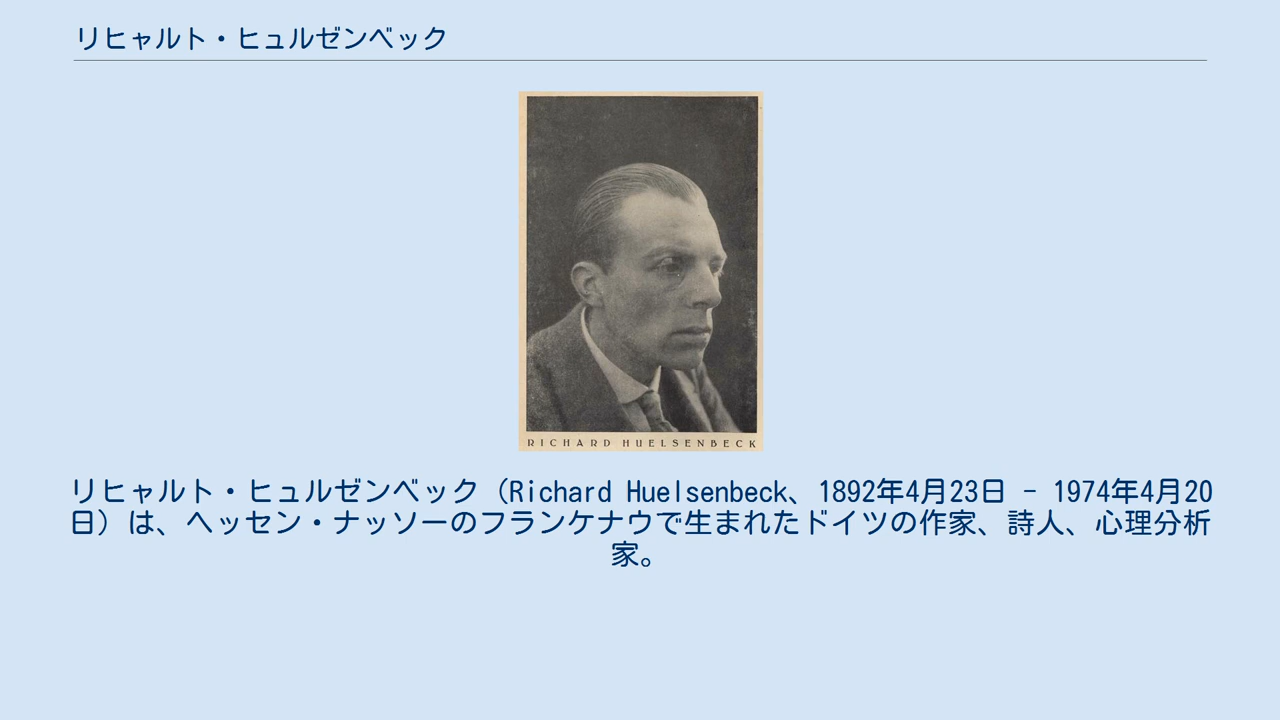 リヒャルト・ヒュルゼンベック
RICHARD HUELSENBECK
リヒャルト・ヒュルゼンベック（Richard Huelsenbeck、1892年4月23日 - 1974年4月20
日）は、ヘッセン・ナッソーのフランケナウで生まれたドイツの作家、詩人、心理分析
家。